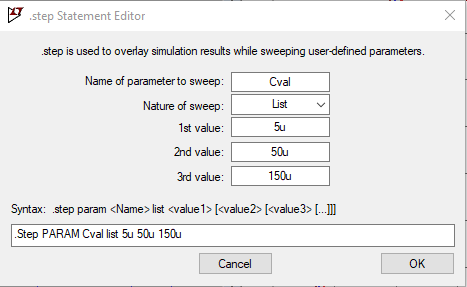 .step Statement Editor
.step is used to overlay simulation results while sweeping user-defined parameters.
Name of parameter to sweep: Cval
Nature of sweep: List
1st value: 5u
2nd value: 50u
3rd value: 150u
Syntax: .step param <Name> list <value1> [<value2> [<value3> [...]]]
.Step PARAM Cval list 5u 50u 150u
Cancel OK